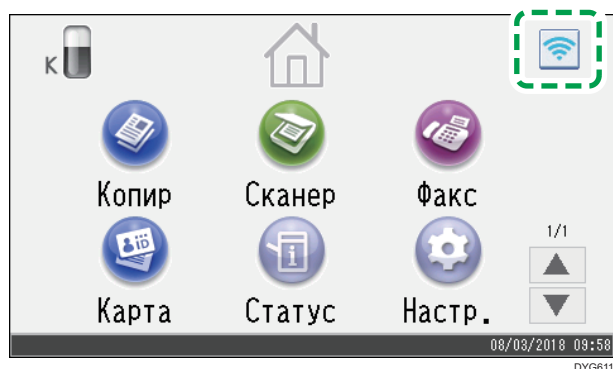 К
Копир Сканер Факс
1/1
Карта Статус Настр.
08/03/2018 09:58
DYG611